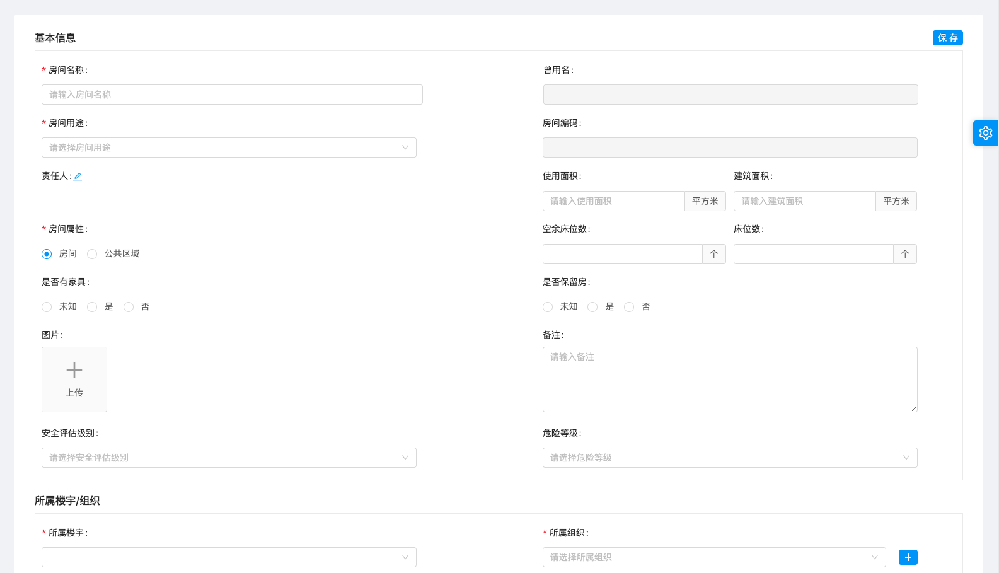 基本信息
保 存
* 房间名称:
曾用名:
请输入房间名称
* 房间用途:
房间编码:
请选择房间用途
责任人:
使用面积:
建筑面积:
请输入使用面积
平方米
请输入建筑面积
平方米
* 房间属性:
空余床位数:
床位数:
房间
公共区域
个
个
是否有家具:
是否保留房:
未知
是
否
未知
是
否
图片:
备注:
上传
请输入备注
安全评估级别:
危险等级:
请选择安全评估级别
请选择危险等级
所属楼宇/组织
* 所属楼宇:
* 所属组织:
请选择所属组织